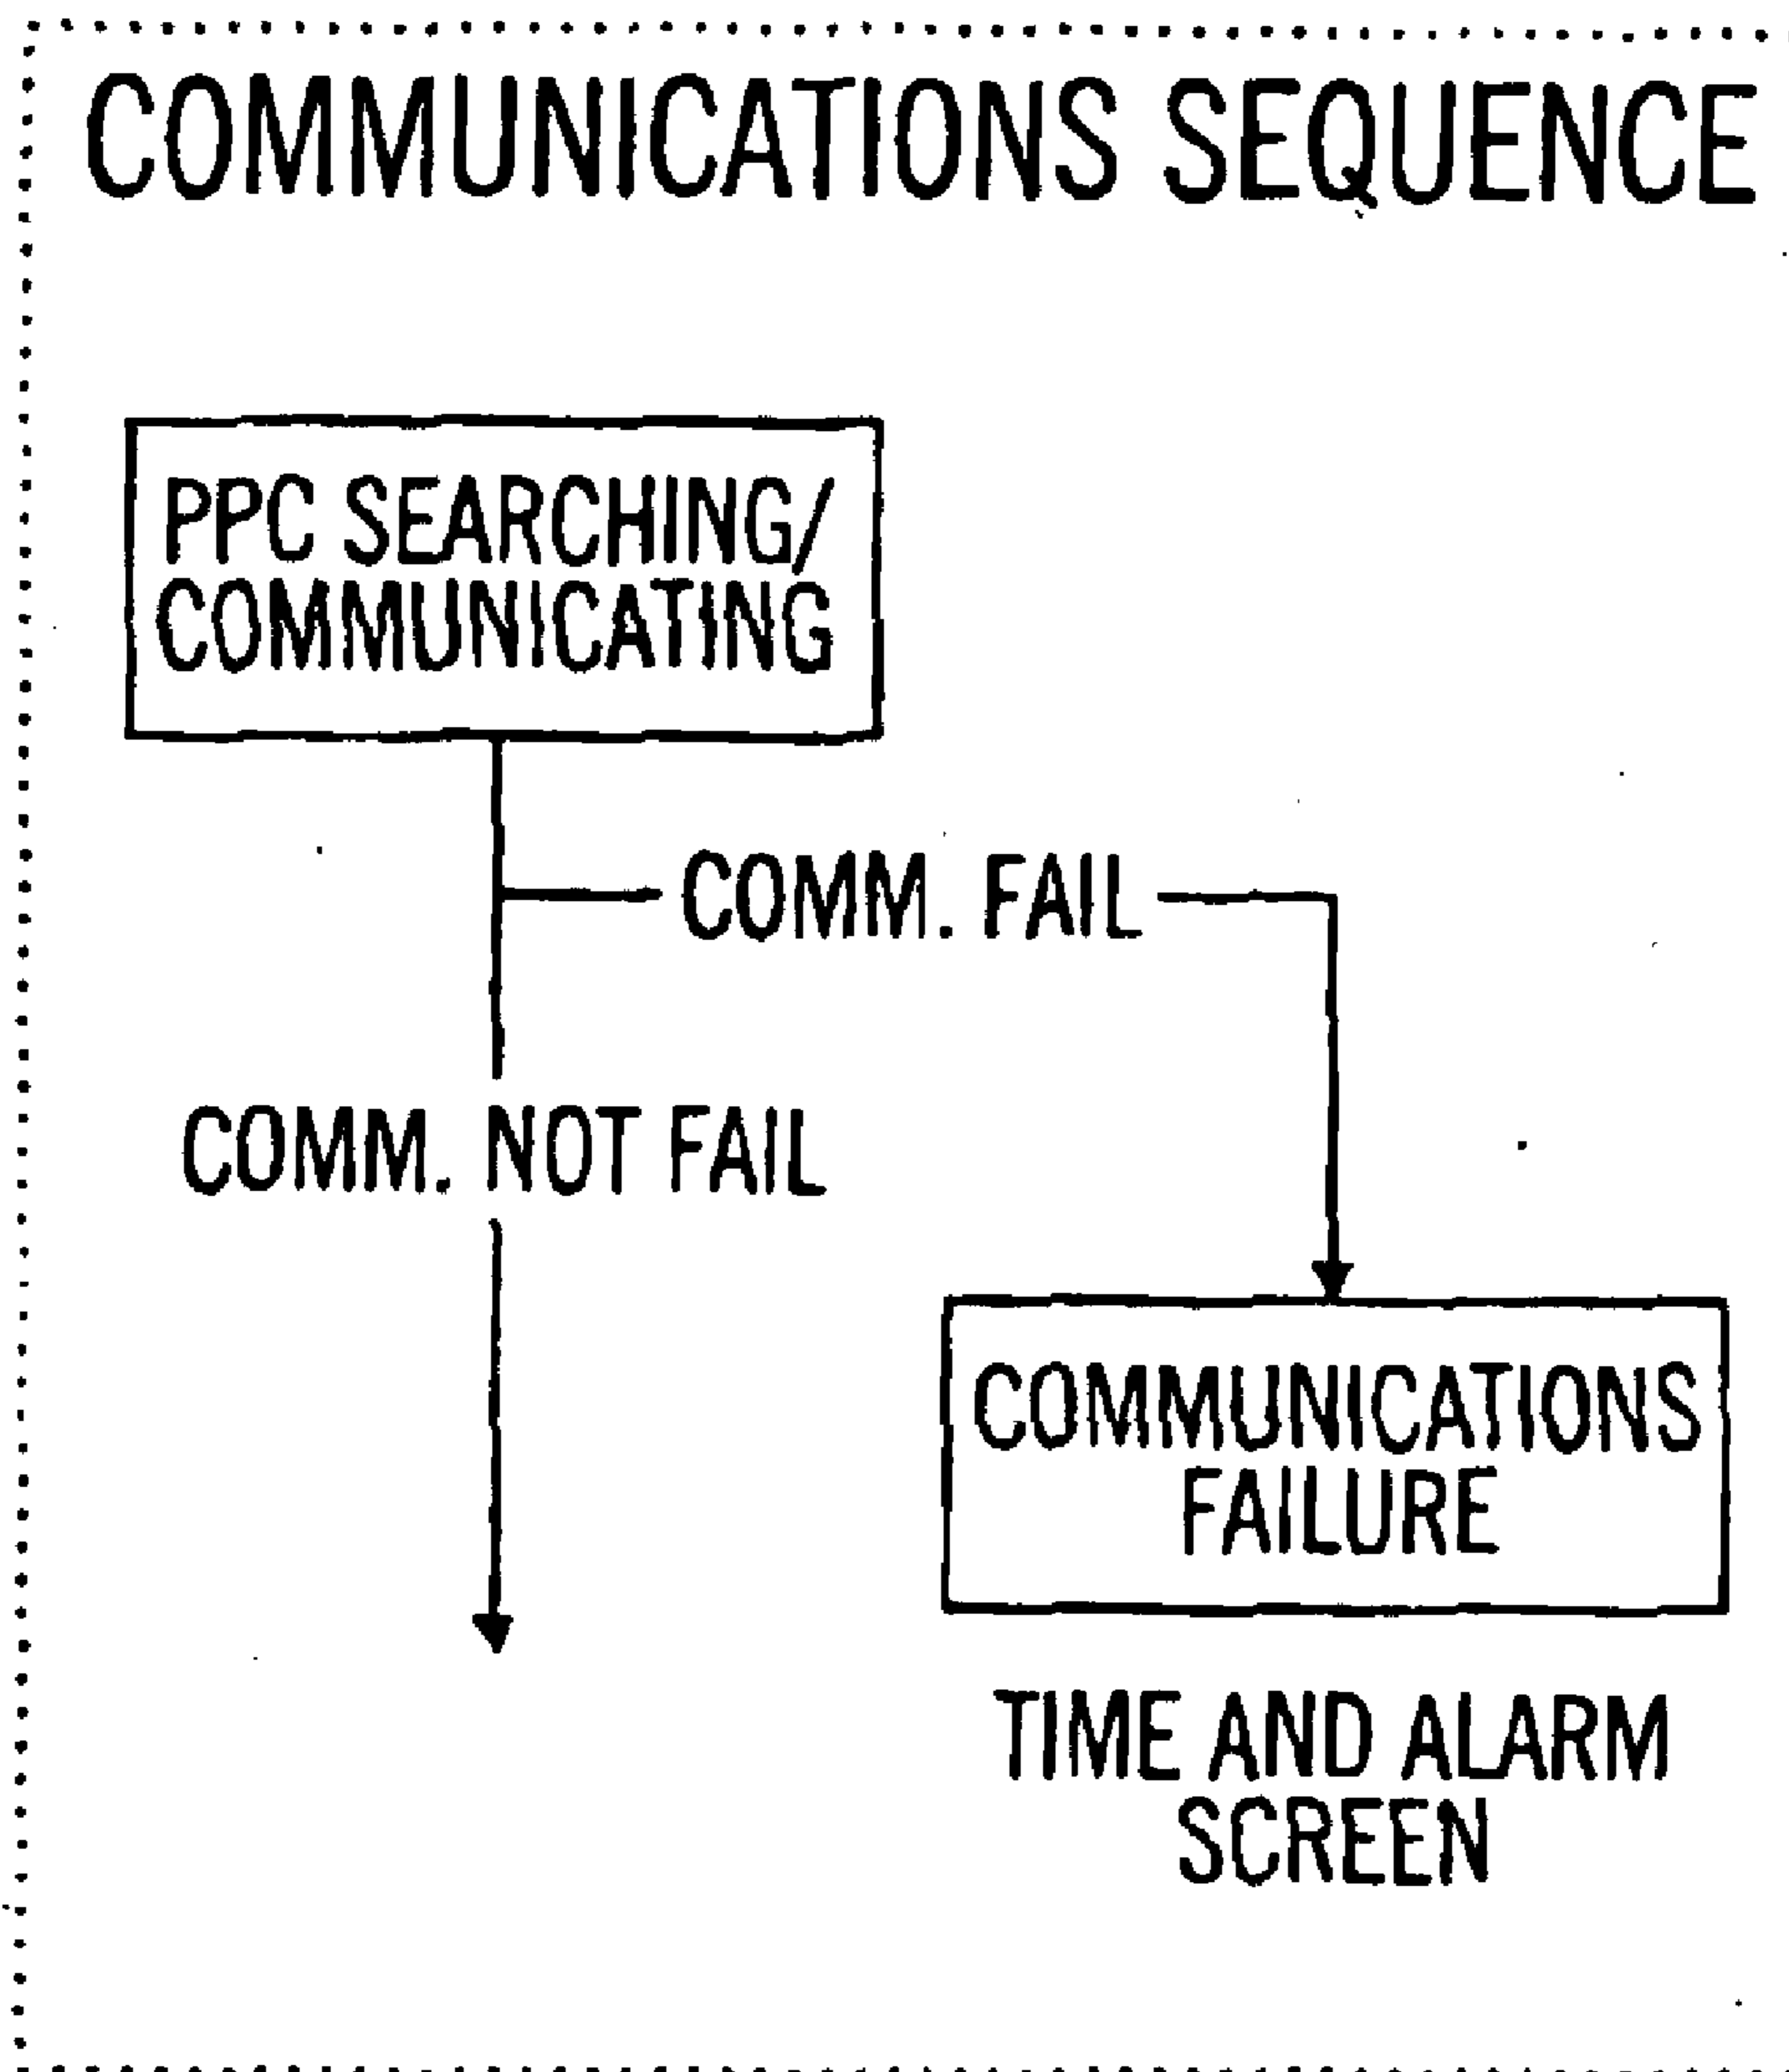 COMMUNICATIONS SEQUENCE
PPC SEARCHING/
COMMUNICATING
COMM. FAIL
COMM. NOT FAIL
COMMUNICATIONS
FAILURE
TIME AND ALARM
SCREEN